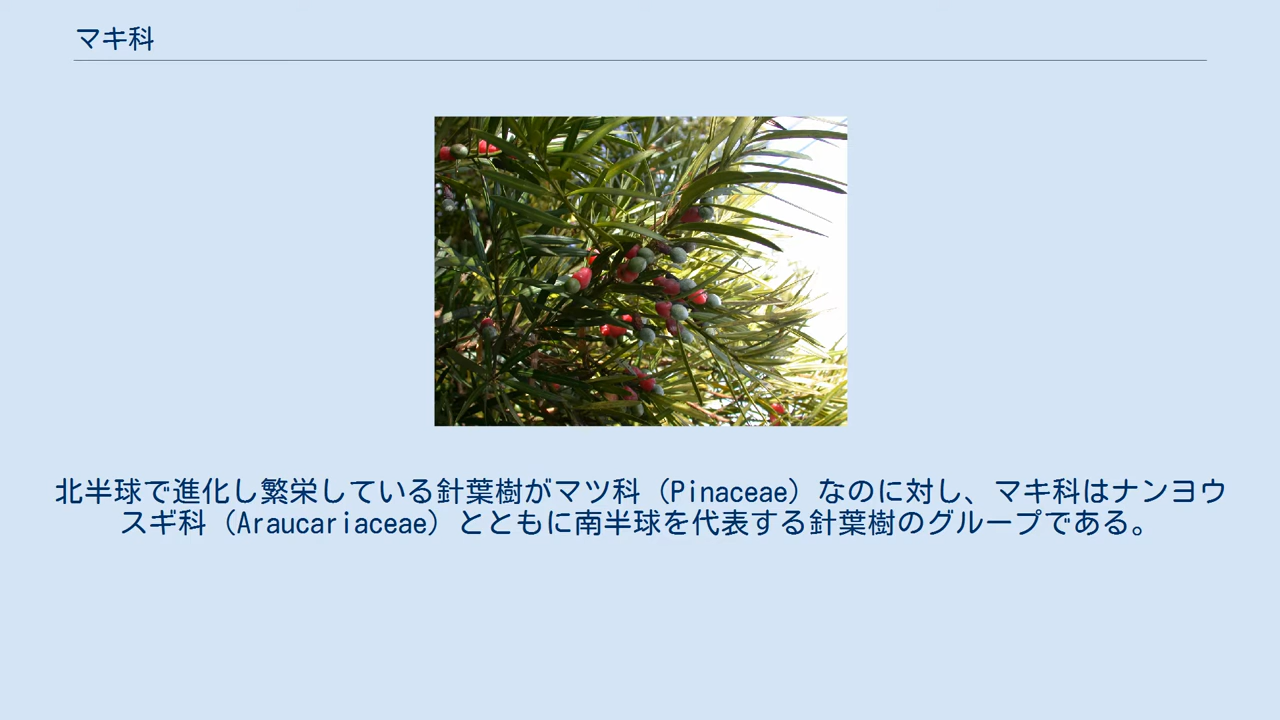 マキ科
北半球で進化し繁栄している針葉樹がマツ科（Pinaceae）なのに対し、マキ科はナンヨウ
スギ科（Araucariaceae）とともに南半球を代表する針葉樹のグループである。